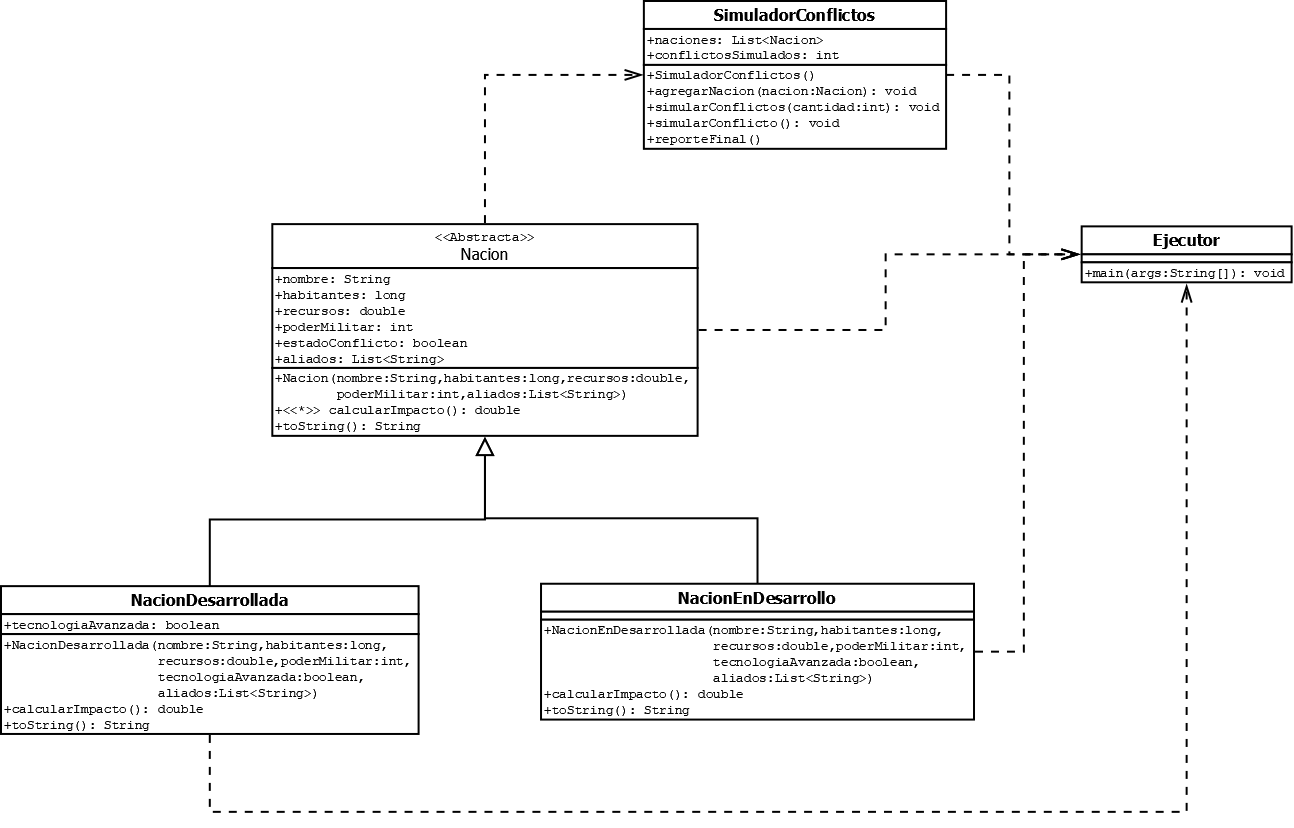 SimuladorConflictos
+naciones: List<Nacion>
+conflictosSimulados: int
+SimuladorConflictos()
+agregarNacion(nacion:Nacion): void
+simularConflictos(cantidad:int): void
+simularConflicto(): void
+reporteFinal()
<<Abstracta>>
Nacion
+nombre: String
+habitantes: long
+recursos: double
+poderMilitar: int
+estadoConflicto: boolean
+aliados: List<String>
+Nacion(nombre:String,habitantes:long,recursos:double,
poderMilitar:int,aliados:List<String>)
+<<*>> calcularImpacto(): double
+toString(): String
Ejecutor
+main(args:String[]): void
NacionDesarrollada
+tecnologiaAvanzada: boolean
+NacionDesarrollada(nombre:String,habitantes:long,
recursos:double,poderMilitar:int,
tecnologiaAvanzada:boolean,
aliados:List<String>)
+calcularImpacto(): double
+toString(): String
NacionEnDesarrollo
+NacionEnDesarrollada(nombre:String,habitantes:long,
recursos:double,poderMilitar:int,
tecnologiaAvanzada:boolean,
aliados:List<String>)
+calcularImpacto(): double
+toString(): String